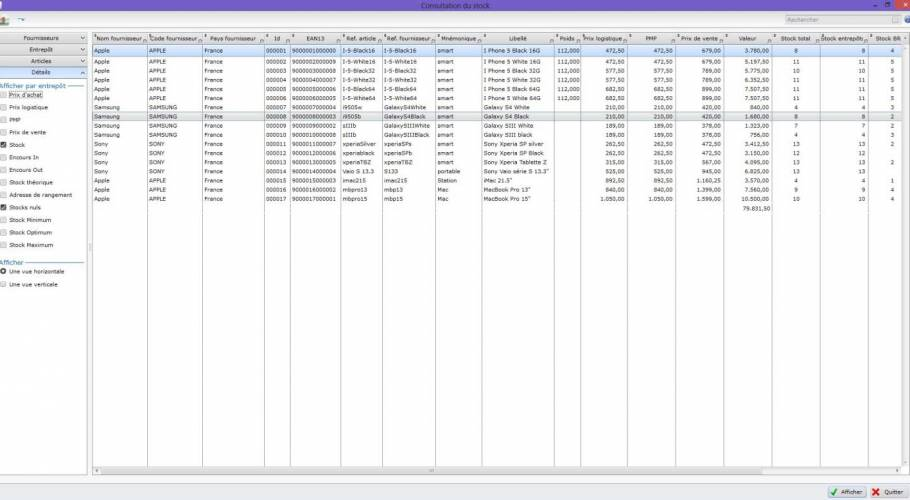 Consultation du stock
Rechercher
Fournisseurs
Entrepôt
Articles
Détails
Afficher par entrepôt
Prix d'achat
Prix logistique
PMP
Prix de vente
Stock
Encours In
Encours Out
Stock théorique
Adresse de rangement
Stocks nuls
Stock Minimum
Stock Optimum
Stock Maximum
Afficher
Une vue horizontale
Une vue verticale
Nom fournisseur Code fournisseur Pays fournisseur Id EAN13 Ref. article Ref. fournisseur Mnémonique Libellé Poids Prix logistique PMP Prix de vente Valeur Stock total Stock entrepôt Stock BR
Apple APPLE France 000001 9000001000000 I-5-Black16 I-5-Black16 smart I Phone 5 Black 16G 112,000 472,50 472,50 679,00 3.780,00 8 8 4
Apple APPLE France 000002 9000002000009 I-5-White16 I-5-White16 smart I Phone 5 White 16G 112,000 472,50 472,50 679,00 5.197,50 11 11 5
Apple APPLE France 000003 9000003000008 I-5-Black32 I-5-Black32 smart I Phone 5 Black 32G 112,000 577,50 577,50 789,00 5.775,00 10 10 5
Apple APPLE France 000004 9000004000007 I-5-White32 I-5-White32 smart I Phone 5 White 32G 112,000 577,50 577,50 789,00 6.352,50 11 11 5
Apple APPLE France 000005 9000005000006 I-5-Black64 I-5-Black64 smart I Phone 5 Black 64G 112,000 682,50 682,50 899,00 7.507,50 11 11 5
Apple APPLE France 000006 9000006000005 I-5-White64 I-5-White64 smart I Phone 5 White 64G 112,000 682,50 682,50 899,00 7.507,50 11 11 5
Samsung SAMSUNG France 000007 9000007000004 i9505w GalaxyS4White smart Galaxy S4 White 210,00 210,00 420,00 840,00 4 4 3
Samsung SAMSUNG France 000008 9000008000003 i9505b GalaxyS4Black smart Galaxy S4 Black 210,00 210,00 420,00 1.680,00 8 8 2
Samsung SAMSUNG France 000009 9000009000002 sIIIw GalaxySIIIWhite smart Galaxy SIII White 189,00 189,00 378,00 1.323,00 7 7 2
Samsung SAMSUNG France 000010 9000010000008 sIIIb GalaxySIIIBlack smart Galaxy SIII black 189,00 189,00 378,00 756,00 4 4 3
Sony SONY France 000011 9000011000007 xperiaSilver xperiaSPs smart Sony Xperia SP silver 262,50 262,50 472,50 3.412,50 13 13 2
Sony SONY France 000012 9000012000006 xperiablack xperiaSPb smart Sony Xperia SP Black 262,50 262,50 472,50 3.150,00 12 12
Sony SONY France 000013 9000013000005 xperiaTBZ xperiaTBZ smart Sony Xperia Tablette Z 315,00 315,00 567,00 4.095,00 13 13 2
Sony SONY France 000014 9000014000004 Vaio S 13.3 S133 portable Sony Vaio série S 13.3" 525,00 525,00 945,00 6.825,00 13 13
Apple APPLE France 000015 9000015000003 imac215 imac215 Station iMac 21.5" 892,50 892,50 1.160,25 3.570,00 4 4 1
Apple APPLE France 000016 9000016000002 mbpro13 mbp13 Mac MacBook Pro 13" 840,00 840,00 1.399,00 7.560,00 9 9 4
Apple APPLE France 000017 9000017000001 mbpro15 mbp15 Mac MacBook Pro 15" 1.050,00 1.050,00 1.599,00 10.500,00 10 10 4
79.831,50
Afficher Quitter